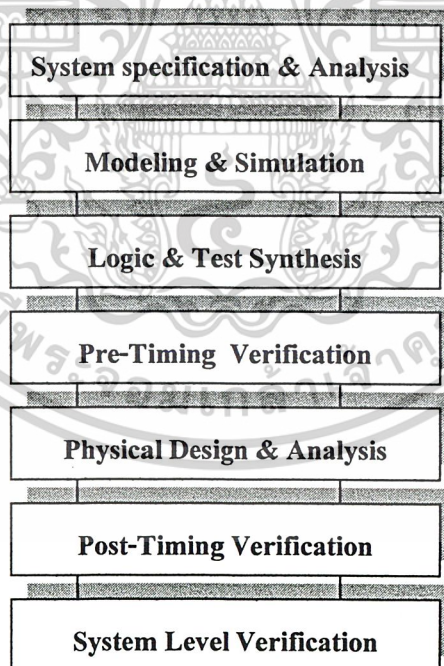 System specification & Analysis
Modeling & Simulation
Logic & Test Synthesis
Pre-Timing Verification
Physical Design & Analysis
Post-Timing Verification
System Level Verification